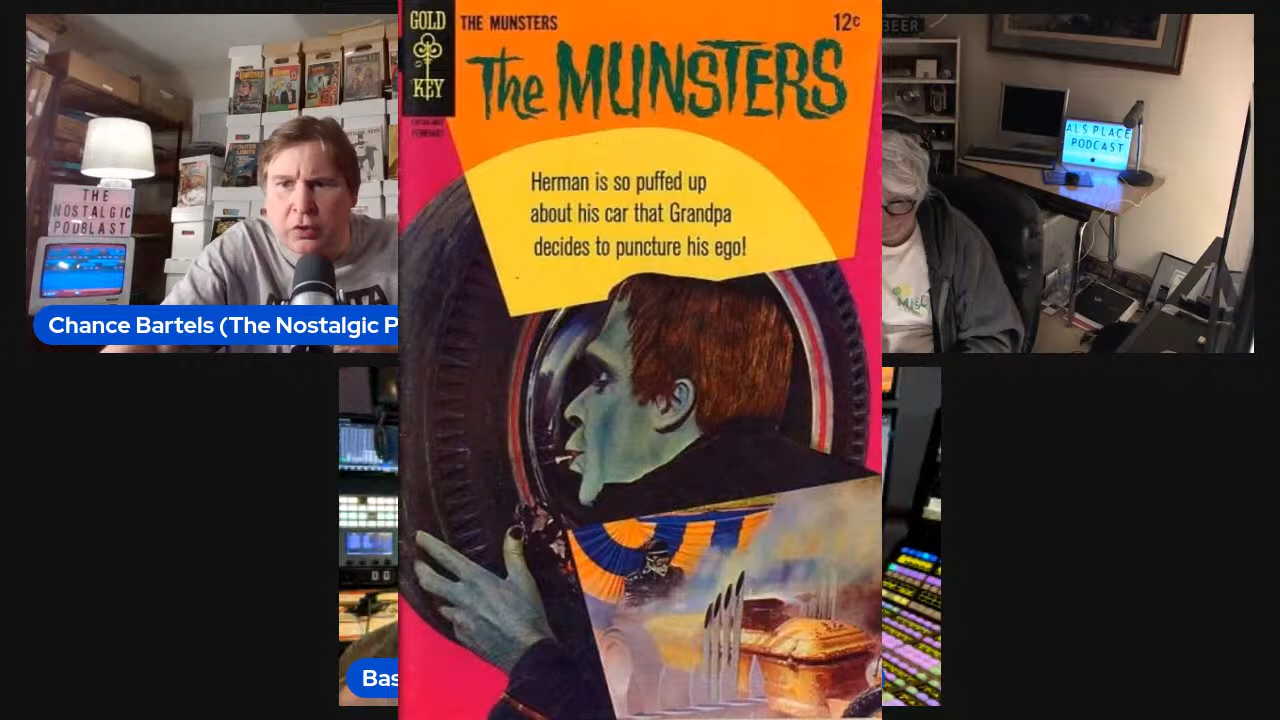 GOLD
KEY
THE MUNSTERS
12¢
The MUNSTERS
Herman is so puffed up
about his car that Grandpa
decides to puncture his ego!
BEER
ALS PLACE
PODCAST
THE
NOSTALGIC
PODBLAST
Chance Bartels (The Nostalgic P
Bas